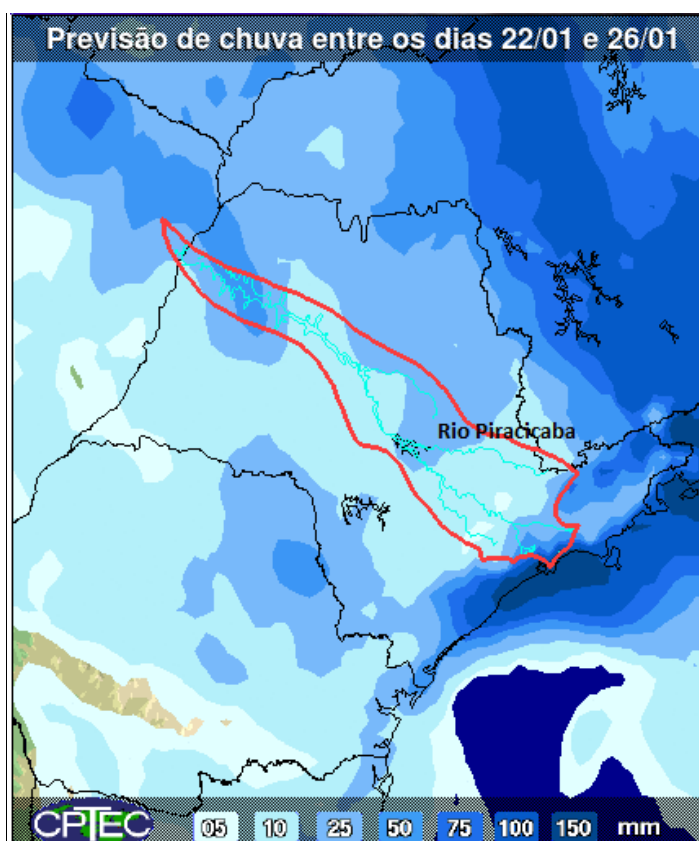 Previsão de chuva entre os dias 22/01 e 26/01
Rio Piracicaba
CPTEC 05 10 25 50 75 100 150 mm